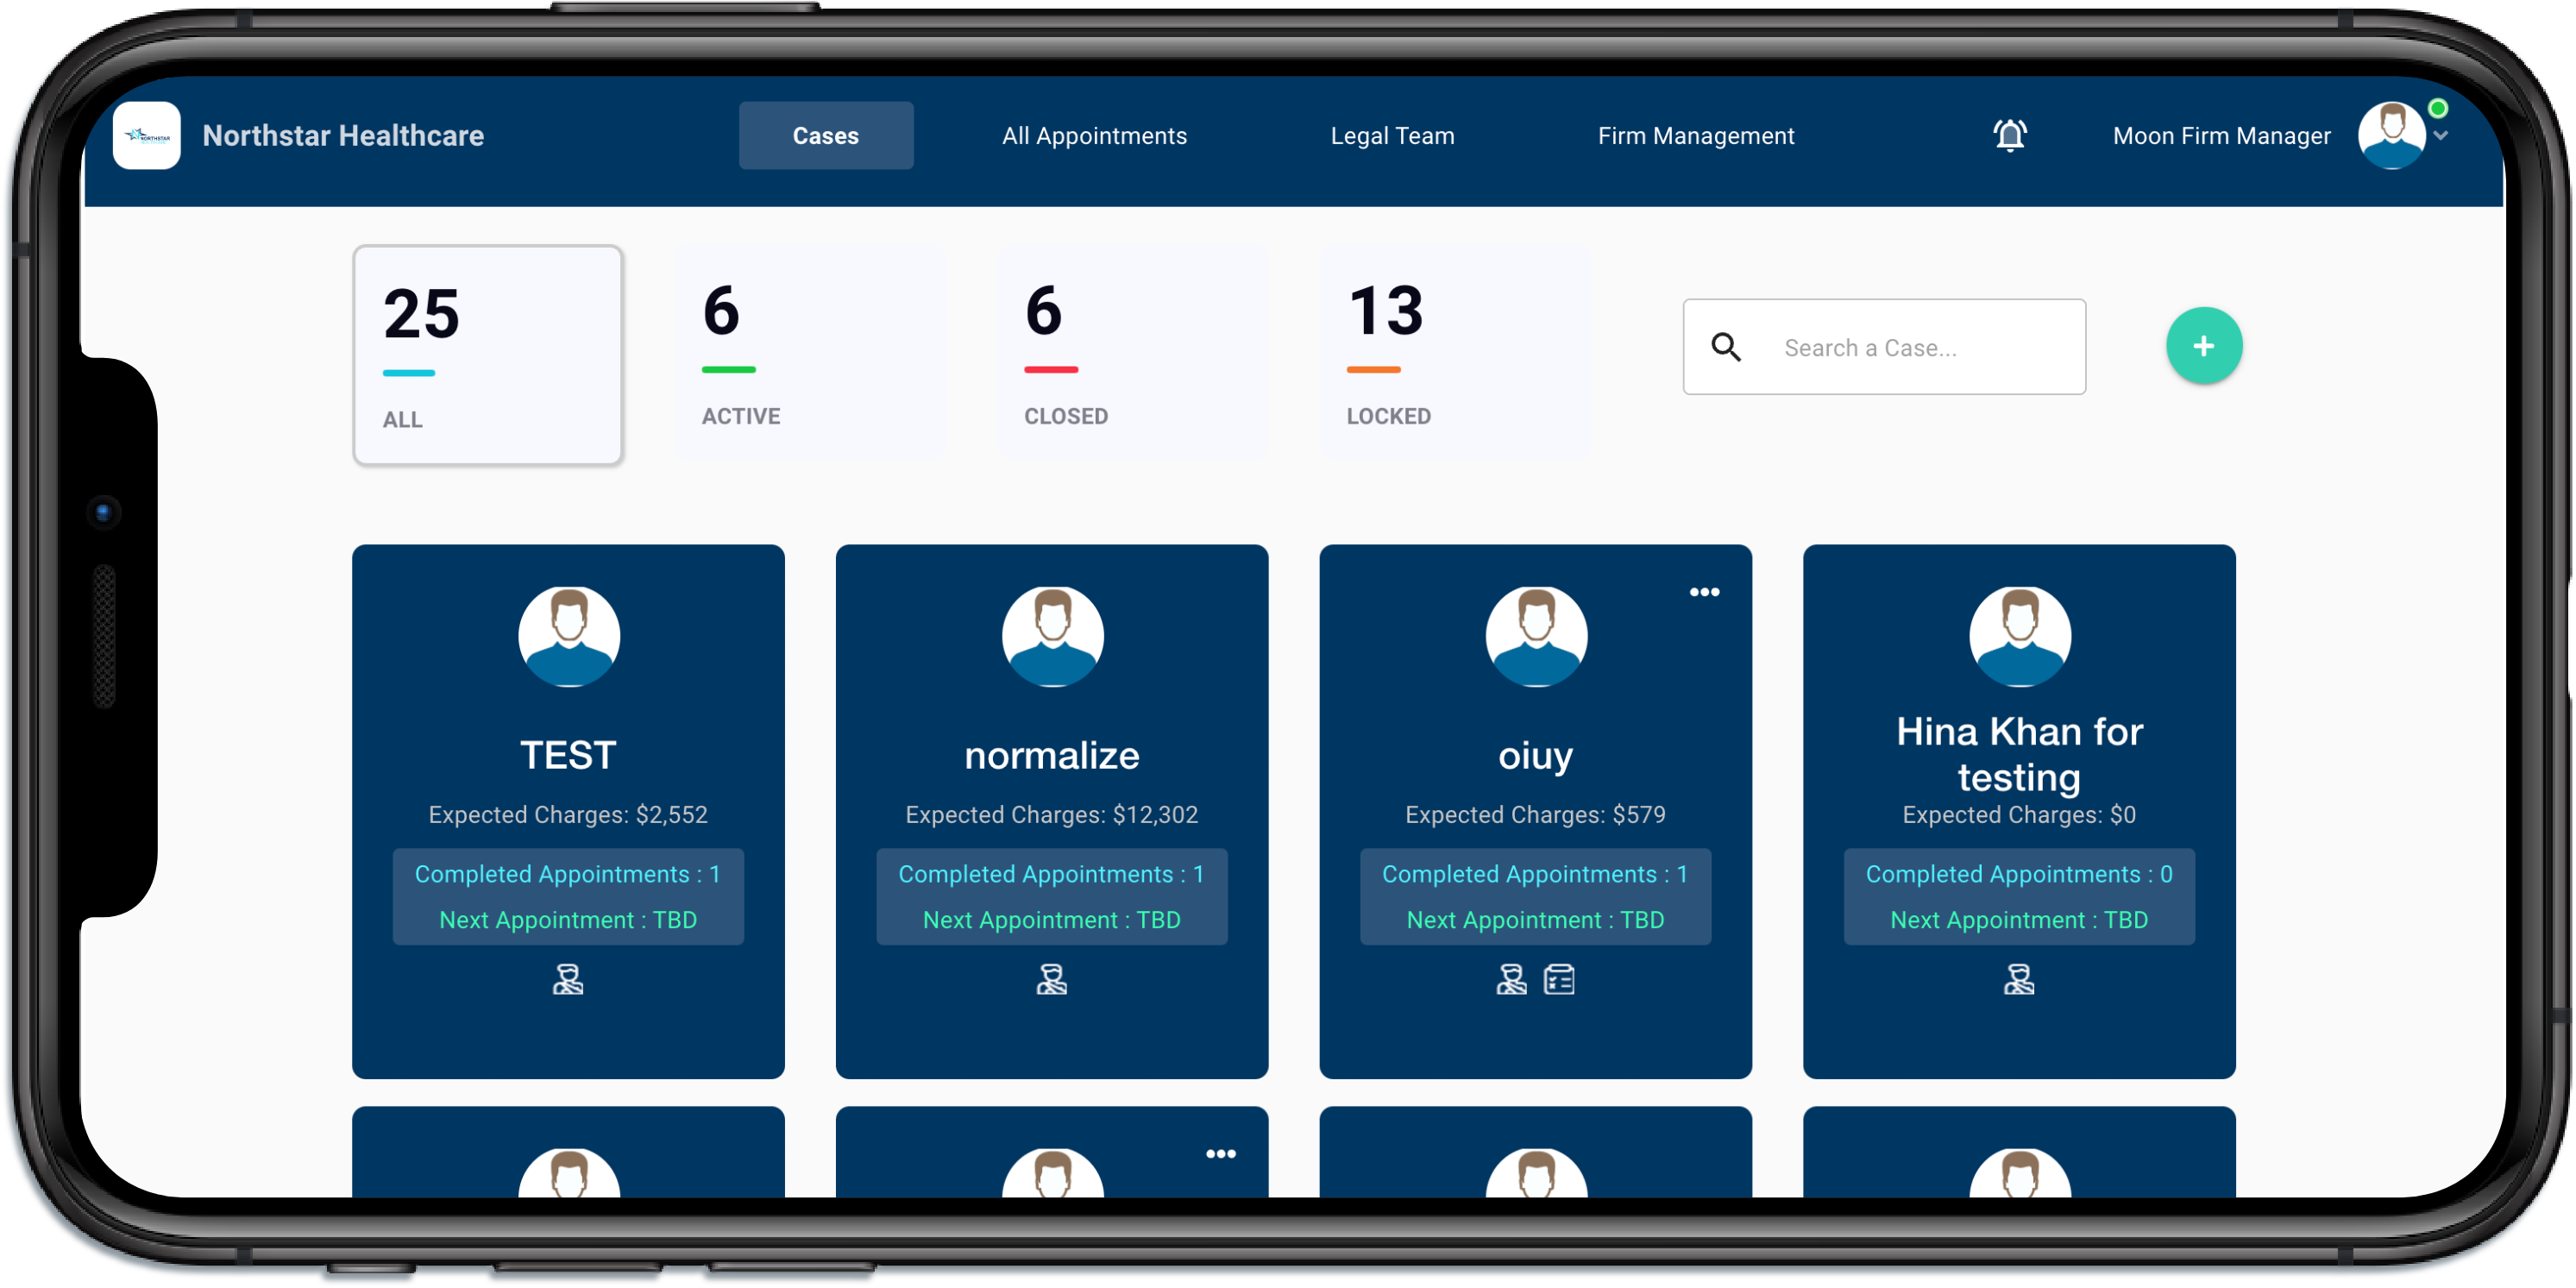 NORTHSTAR
HEALTHCARE
Northstar Healthcare
Cases
All Appointments
Legal Team
Firm Management
Moon Firm Manager
25
ALL
6
ACTIVE
6
CLOSED
13
LOCKED
Search a Case...
+
TEST
Expected Charges: $2,552
Completed Appointments : 1
Next Appointment : TBD
normalize
Expected Charges: $12,302
Completed Appointments : 1
Next Appointment : TBD
oiuy
Expected Charges: $579
Completed Appointments : 1
Next Appointment : TBD
Hina Khan for
testing
Expected Charges: $0
Completed Appointments : 0
Next Appointment : TBD